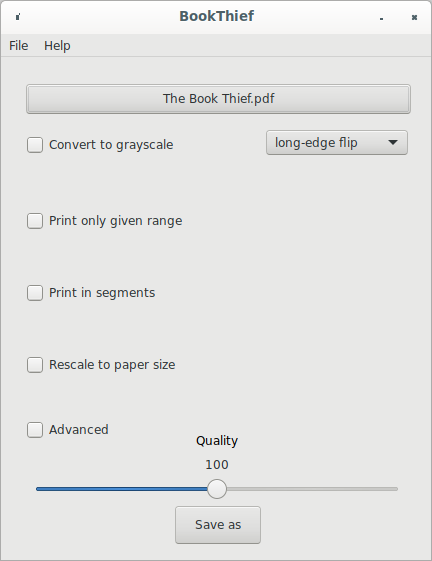 BookThief
File Help
The Book Thief.pdf
Convert to grayscale
long-edge flip
Print only given range
Print in segments
Rescale to paper size
Advanced
Quality
100
Save as